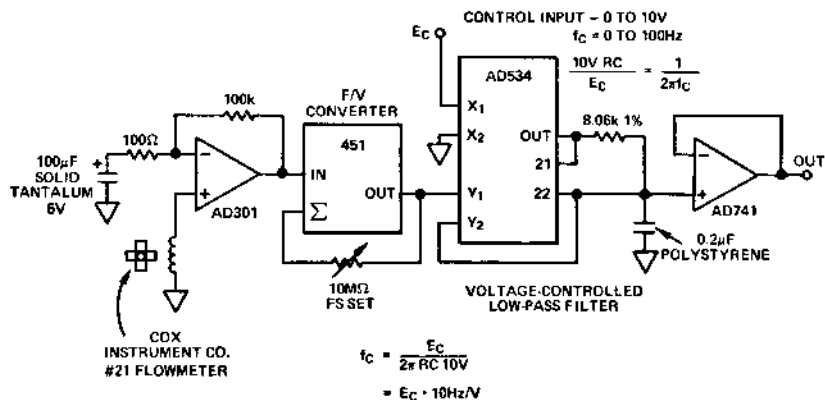 CONTROL INPUT – 0 TO 10V
fC = 0 TO 100Hz
EC
10V RC / EC = 1 / 2πfC
F/V
CONVERTER
AD534
100k
451
X1
X2
OUT
21
22
Y1
Y2
8.06k 1%
100Ω
100µF
SOLID
TANTALUM
6V
+
−
+
AD301
IN
OUT
Σ
−
+
OUT
AD741
0.2µF
POLYSTYRENE
10MΩ
FS SET
VOLTAGE-CONTROLLED
LOW-PASS FILTER
COX
INSTRUMENT CO.
#21 FLOWMETER
fC = EC / 2π RC 10V
= EC • 10Hz/V